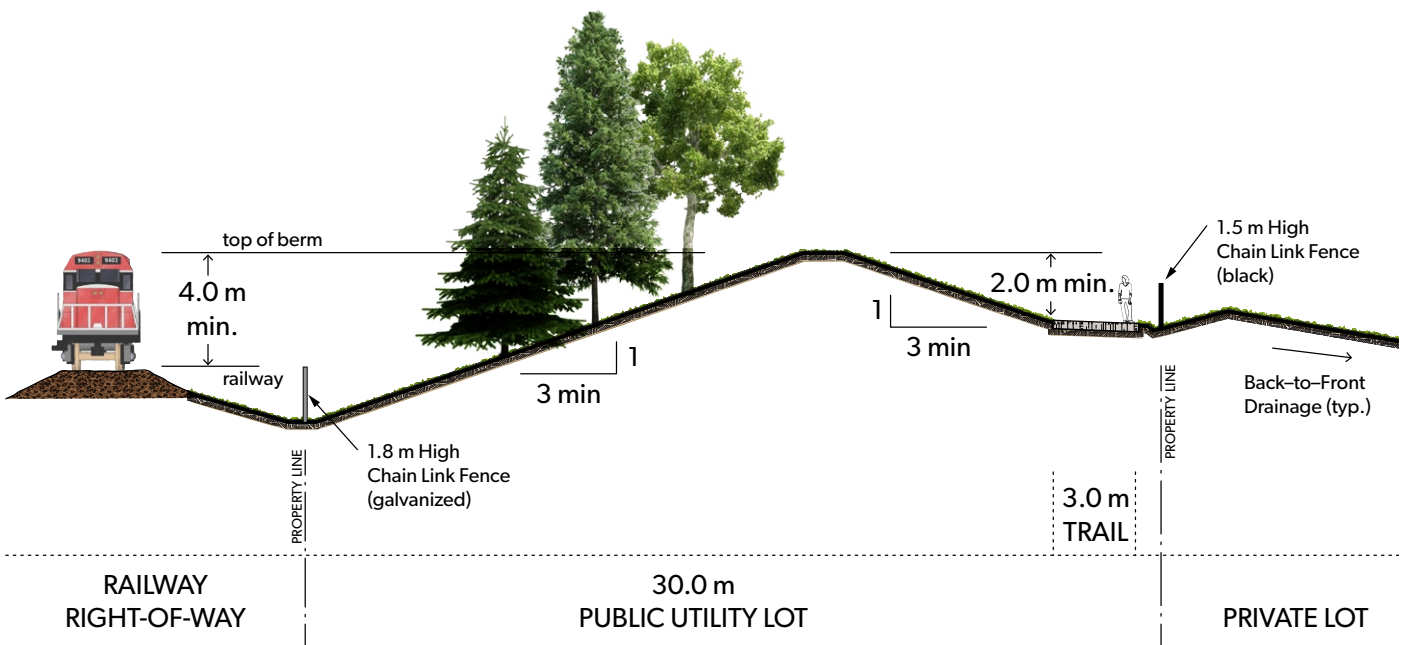 top of berm
9403 9403
4.0 m
min.
railway
1
3 min
1.8 m High
Chain Link Fence
(galvanized)
2.0 m min.
1
3 min
1.5 m High
Chain Link Fence
(black)
Back–to–Front
Drainage (typ.)
PROPERTY LINE
PROPERTY LINE
3.0 m
TRAIL
RAILWAY
RIGHT-OF-WAY
30.0 m
PUBLIC UTILITY LOT
PRIVATE LOT